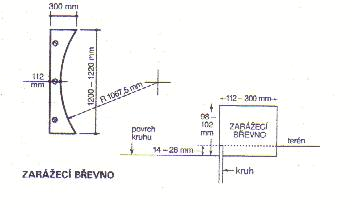 300 mm
112
mm
1200–1220 mm
R 1067,5 mm
112–300 mm
98–
102
mm
ZARÁŽECÍ
BŘEVNO
terén
povrch
kruhu
14–26 mm
kruh
ZARÁŽECÍ BŘEVNO